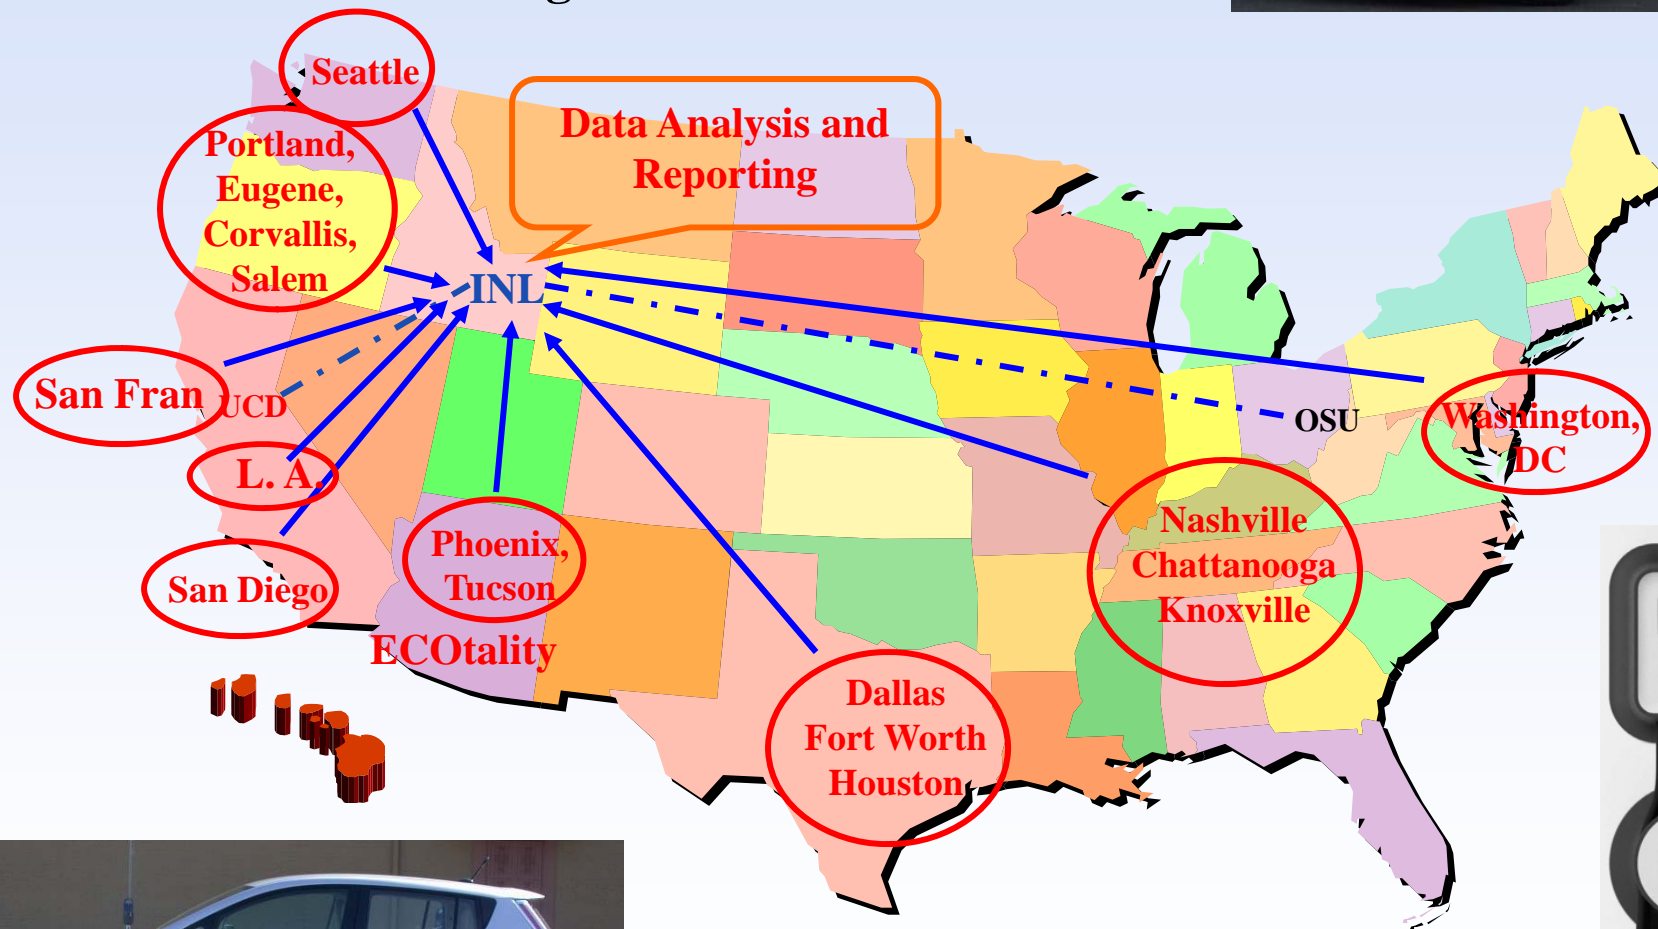 Seattle
Data Analysis and
Reporting
Portland,
Eugene,
Corvallis,
Salem
INL
San Fran
UCD
OSU
Washington,
DC
L. A.
Phoenix,
Tucson
San Diego
ECOtality
Nashville
Chattanooga
Knoxville
Dallas
Fort Worth
Houston